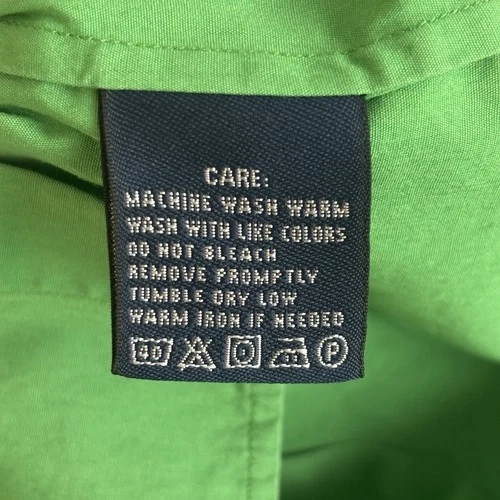 CARE:
MACHINE WASH WARM
WASH WITH LIKE COLORS
DO NOT BLEACH
REMOVE PROMPTLY
TUMBLE DRY LOW
WARM IRON IF NEEDED
40 P